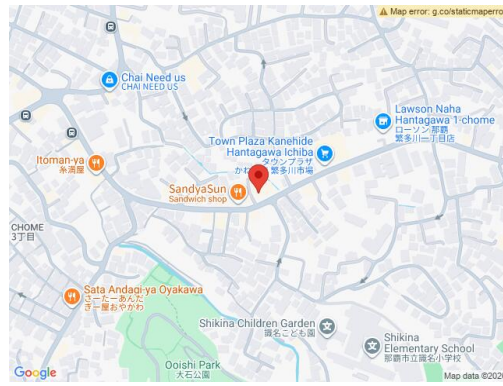 Map error: g.co/staticmaperro
Chai Need us
CHAI NEED US
Lawson Naha
Hantagawa 1-chome
ローソン 那覇
繁多川一丁目店
Town Plaza Kanehide
Hantagawa Ichiba
タウンプラザ
かね
繁多川市場
Itoman-ya
糸満屋
SandyaSun
Sandwich shop
CHOME
3丁目
Sata Andagi-ya Oyakawa
さーたーあんだ
ぎー屋おやかわ
Shikina Children Garden
識名こども園
Shikina
Elementary School
那覇市立識名小学校
Ooishi Park
大石公園
Google
Map data ©202